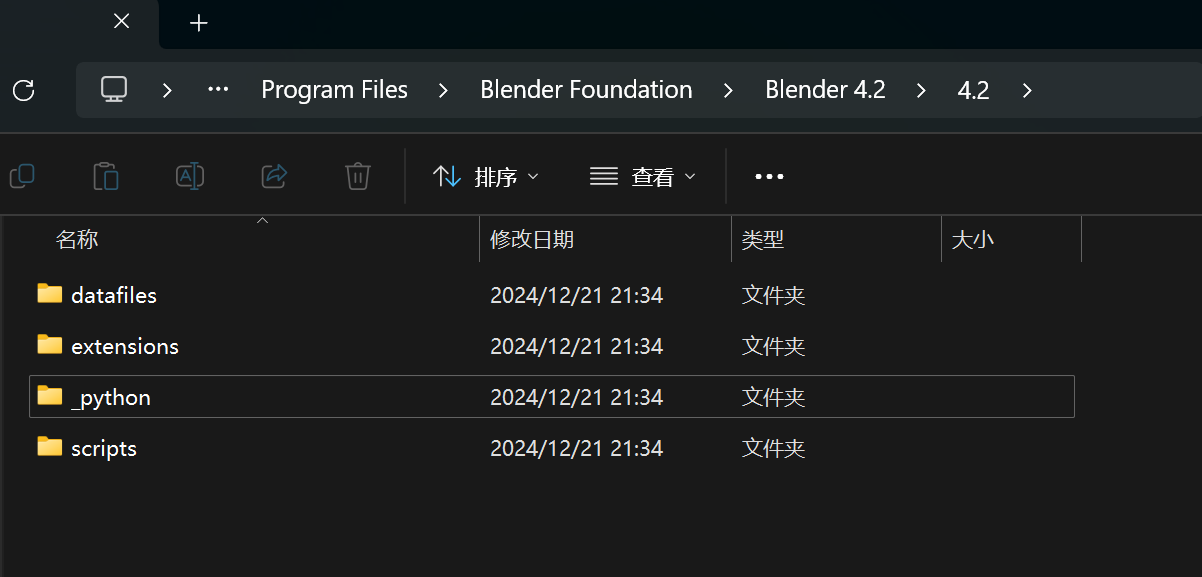 Program Files Blender Foundation Blender 4.2 4.2
排序 查看
名称 修改日期 类型 大小
datafiles 2024/12/21 21:34 文件夹
extensions 2024/12/21 21:34 文件夹
_python 2024/12/21 21:34 文件夹
scripts 2024/12/21 21:34 文件夹